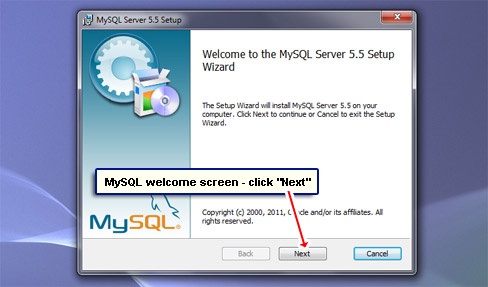 MySQL Server 5.5 Setup
Welcome to the MySQL Server 5.5 Setup
Wizard
The Setup Wizard will install MySQL Server 5.5 on your
computer. Click Next to continue or Cancel to exit the Setup
Wizard.
MySQL welcome screen - click "Next"
MySQL®
Copyright (c) 2000, 2011, and/or its affiliates. All
rights reserved.
Back
Next
Cancel